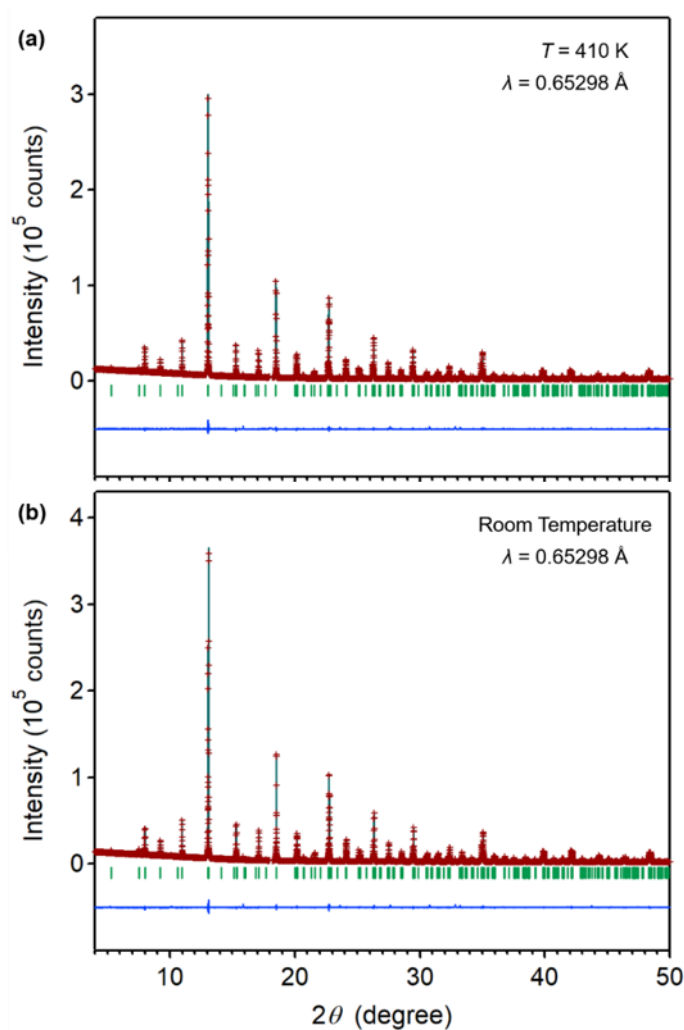 (a)
T = 410 K
λ = 0.65298 Å
3
2
1
0
Intensity (10^5 counts)
(b)
Room Temperature
λ = 0.65298 Å
4
3
2
1
0
Intensity (10^5 counts)
10 20 30 40 50
2θ (degree)